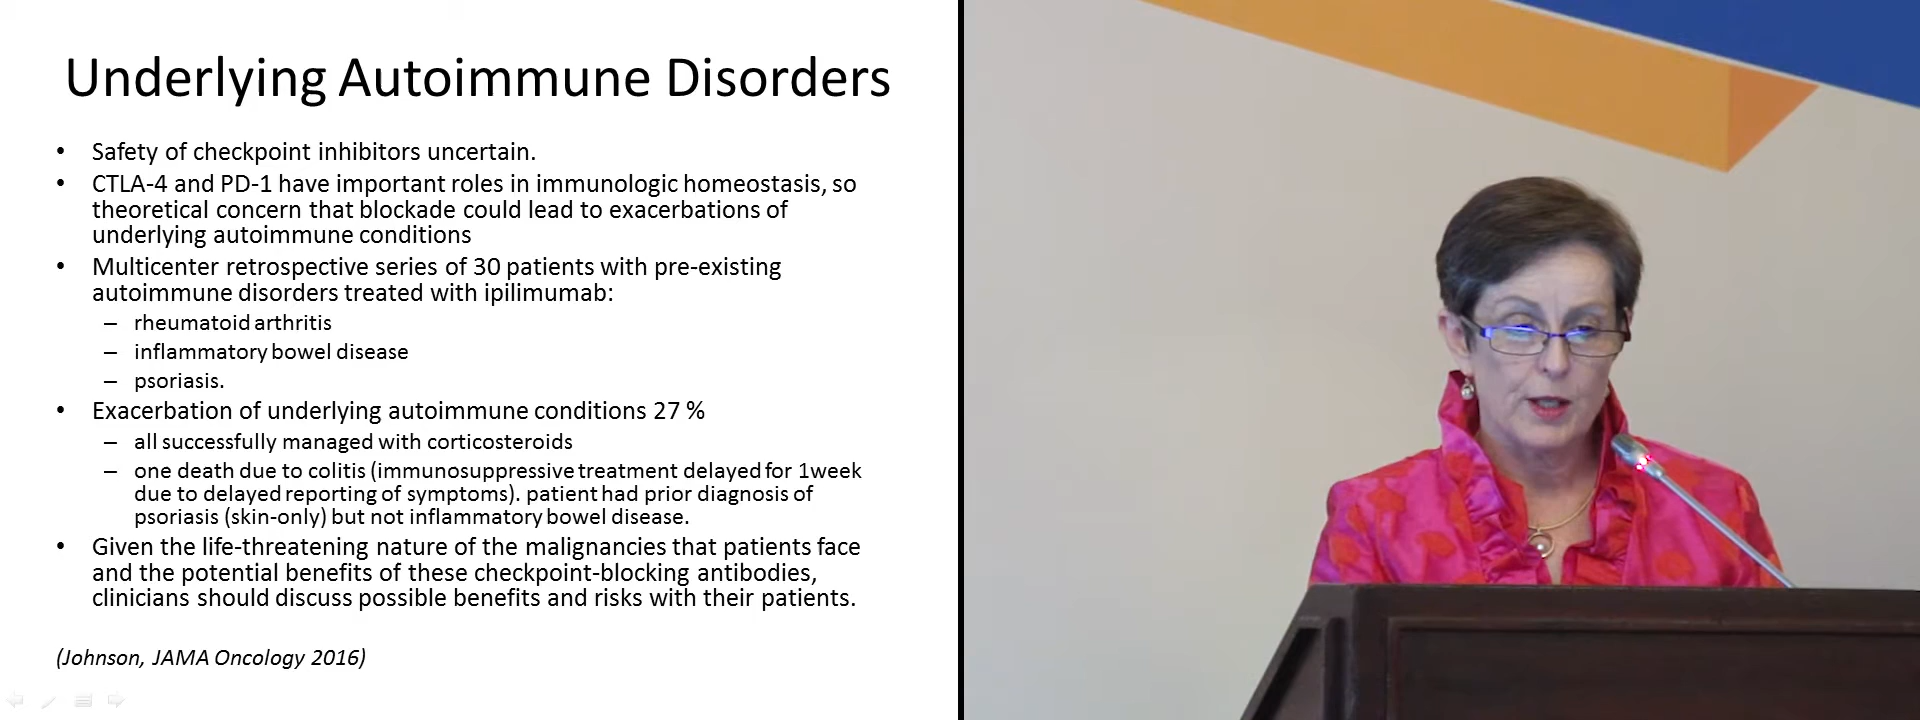 Underlying Autoimmune Disorders
• Safety of checkpoint inhibitors uncertain.
• CTLA-4 and PD-1 have important roles in immunologic homeostasis, so
theoretical concern that blockade could lead to exacerbations of
underlying autoimmune conditions
• Multicenter retrospective series of 30 patients with pre-existing
autoimmune disorders treated with ipilimumab:
– rheumatoid arthritis
– inflammatory bowel disease
– psoriasis.
• Exacerbation of underlying autoimmune conditions 27 %
– all successfully managed with corticosteroids
– one death due to colitis (immunosuppressive treatment delayed for 1week
due to delayed reporting of symptoms). patient had prior diagnosis of
psoriasis (skin-only) but not inflammatory bowel disease.
• Given the life-threatening nature of the malignancies that patients face
and the potential benefits of these checkpoint-blocking antibodies,
clinicians should discuss possible benefits and risks with their patients.
(Johnson, JAMA Oncology 2016)